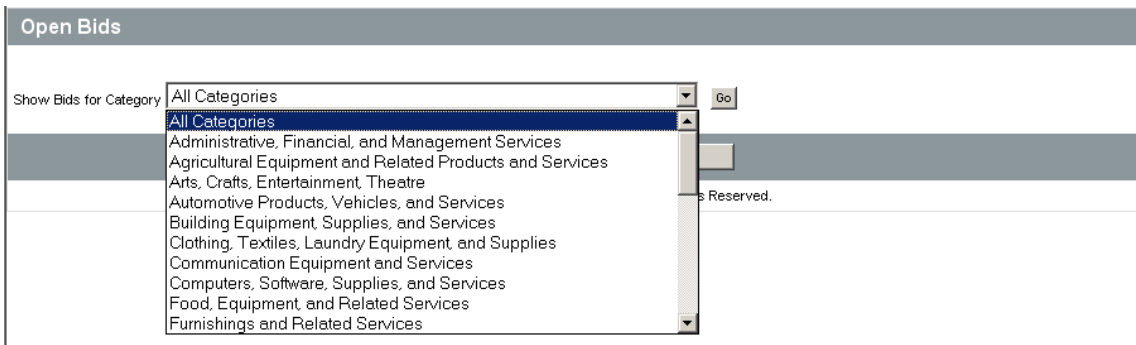 Open Bids
Show Bids for Category All Categories Go
All Categories
Administrative, Financial, and Management Services
Agricultural Equipment and Related Products and Services
Arts, Crafts, Entertainment, Theatre
Automotive Products, Vehicles, and Services
s Reserved.
Building Equipment, Supplies, and Services
Clothing, Textiles, Laundry Equipment, and Supplies
Communication Equipment and Services
Computers, Software, Supplies, and Services
Food, Equipment, and Related Services
Furnishings and Related Services